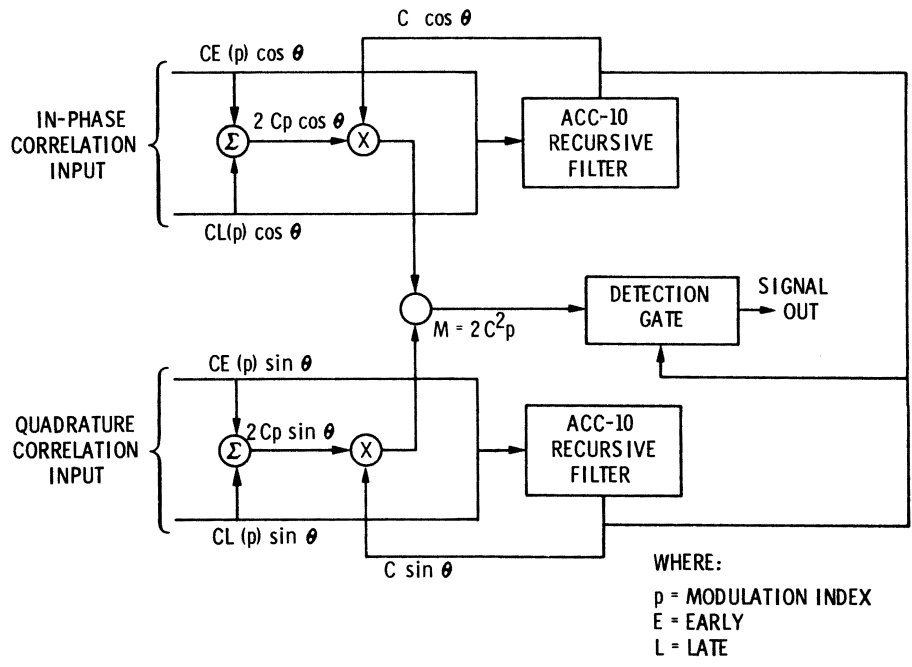 C cos θ
CE (p) cos θ
IN-PHASE
CORRELATION
INPUT
Σ
2 Cp cos θ
X
ACC-10
RECURSIVE
FILTER
CL(p) cos θ
DETECTION
GATE
SIGNAL
OUT
M = 2C²p
CE (p) sin θ
QUADRATURE
CORRELATION
INPUT
Σ
2Cp sin θ
X
ACC-10
RECURSIVE
FILTER
CL (p) sin θ
C sin θ
WHERE:
p = MODULATION INDEX
E = EARLY
L = LATE